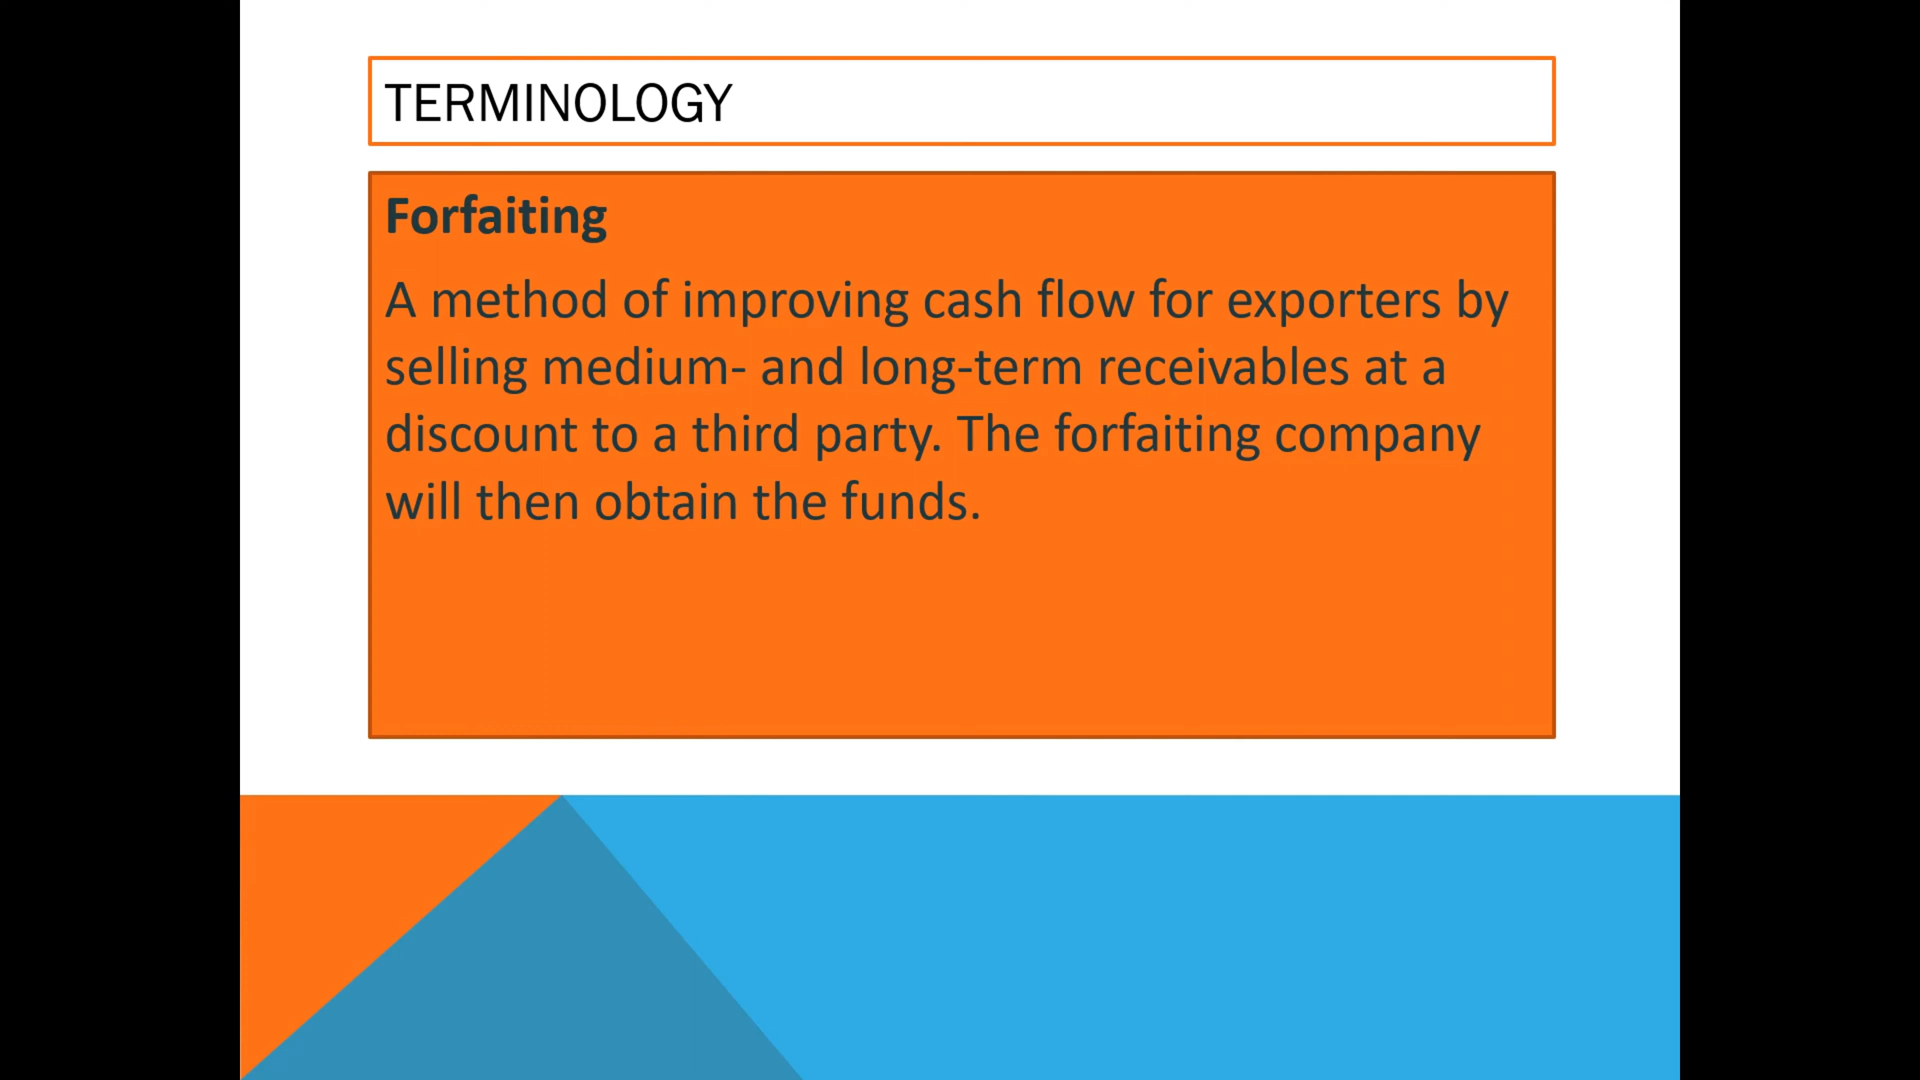 TERMINOLOGY
Forfaiting
A method of improving cash flow for exporters by
selling medium- and long-term receivables at a
discount to a third party. The forfaiting company
will then obtain the funds.